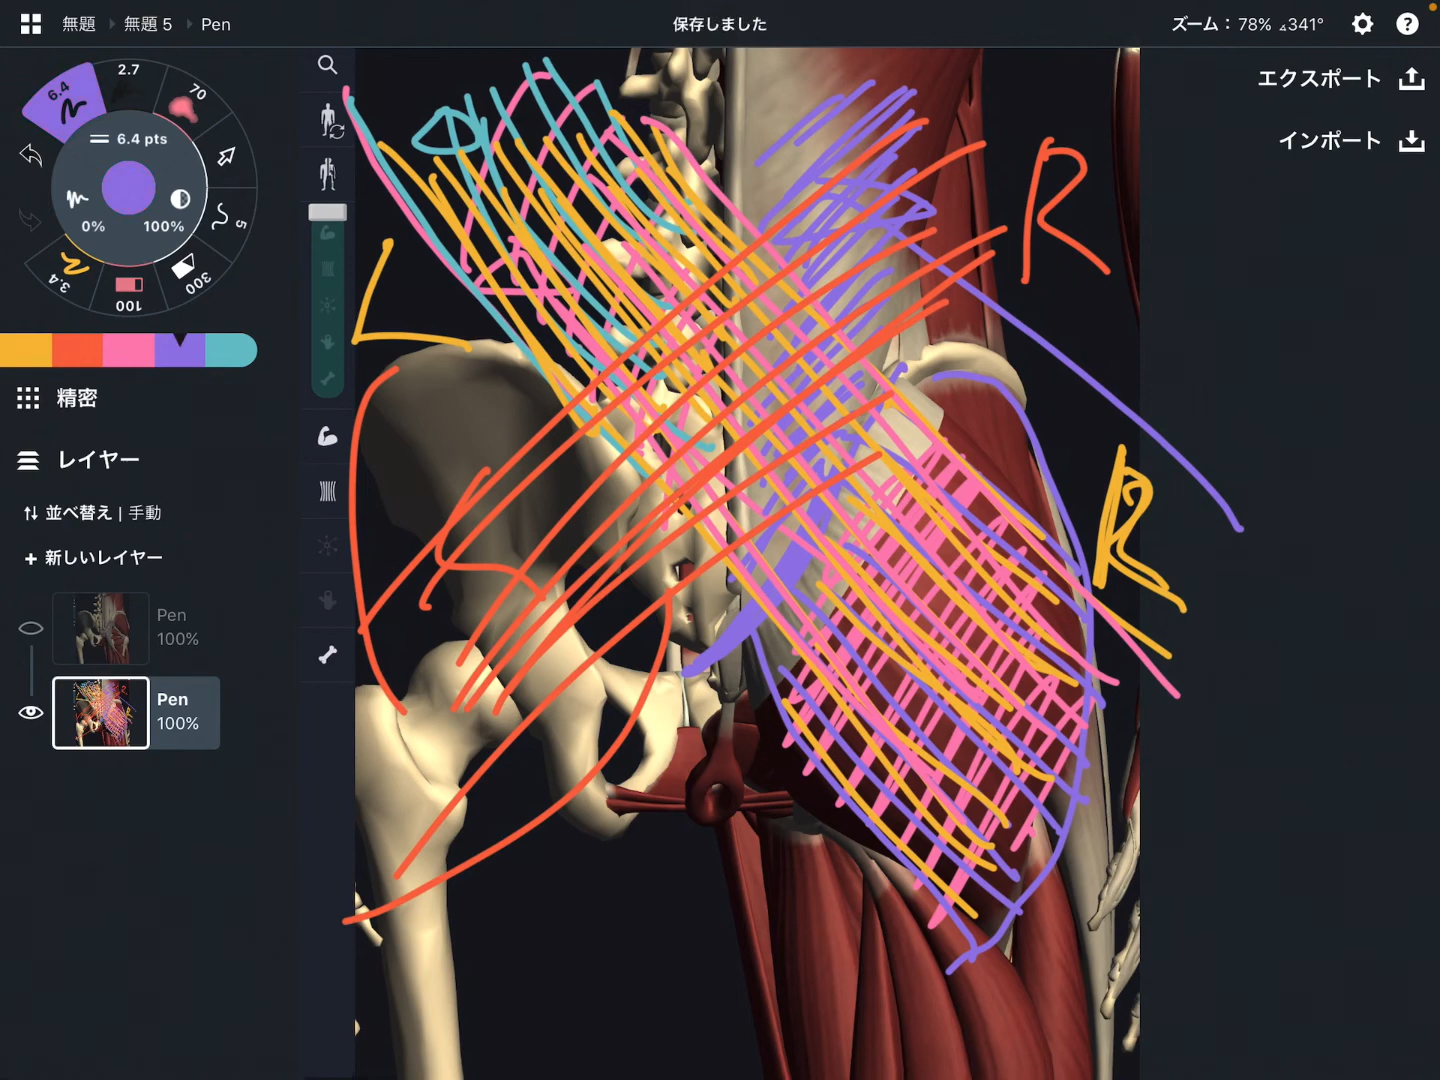 無題 無題 5 Pen
保存しました
ズーム： 78% ⊿341°
?
エクスポート
インポート
6.4
2.7
70
5
300
100
3.4
6.4 pts
0%
100%
精密
レイヤー
並べ替え | 手動
+ 新しいレイヤー
Pen
100%
Pen
100%
L
R
R